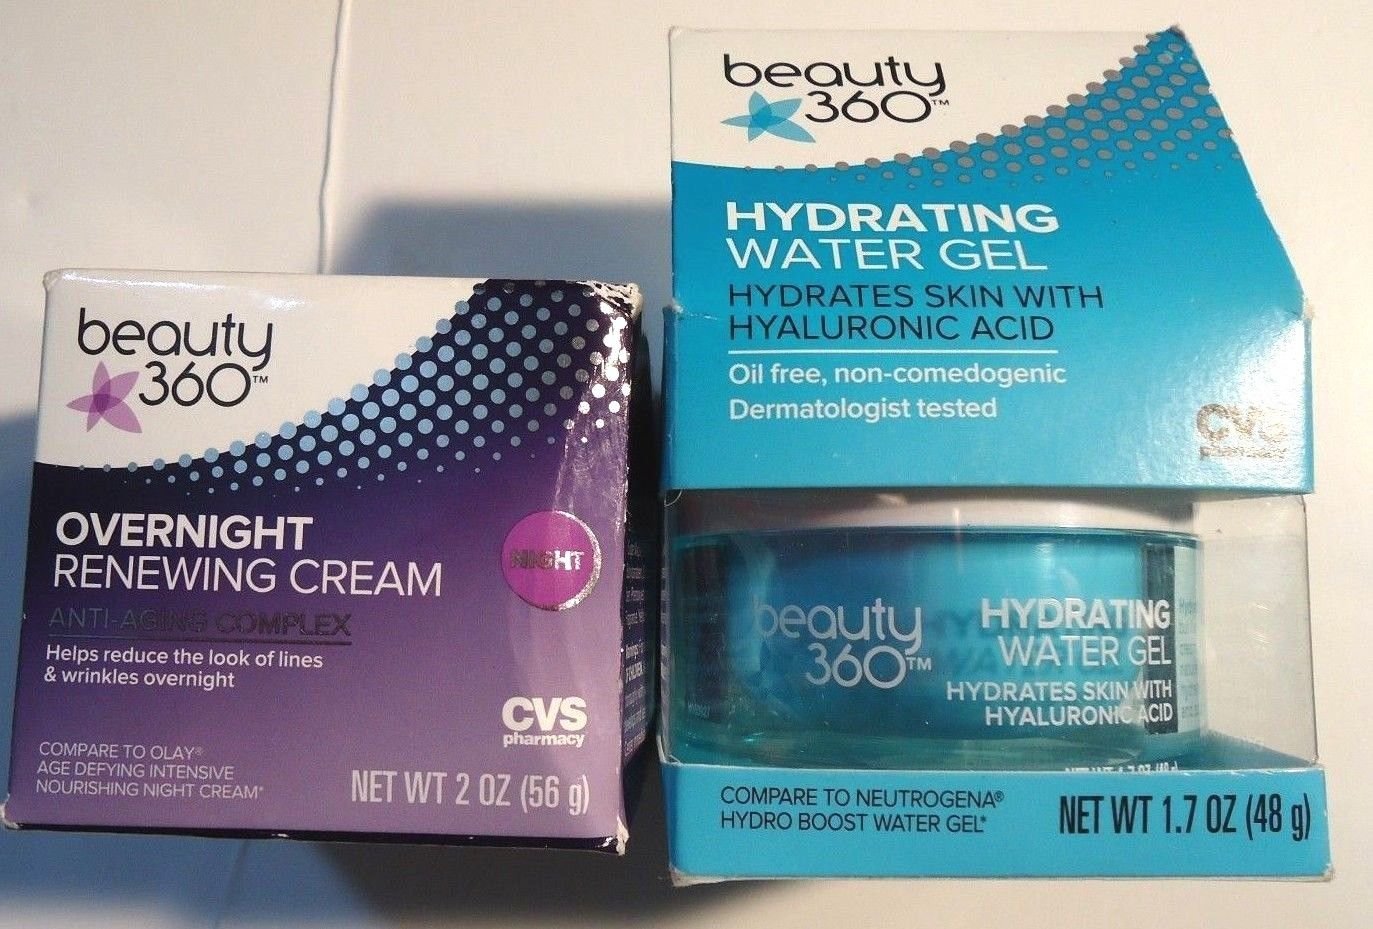 beauty
360™
OVERNIGHT
RENEWING CREAM
NIGHT
ANTI-AGING COMPLEX
Helps reduce the look of lines
& wrinkles overnight
CVS
pharmacy
COMPARE TO OLAY®
AGE DEFYING INTENSIVE
NOURISHING NIGHT CREAM*
NET WT 2 OZ (56 g)
beauty
360™
HYDRATING
WATER GEL
HYDRATES SKIN WITH
HYALURONIC ACID
Oil free, non-comedogenic
Dermatologist tested
CVS
pharmacy
beauty
360™
HYDRATING
WATER GEL
HYDRATES SKIN WITH
HYALURONIC ACID
COMPARE TO NEUTROGENA®
HYDRO BOOST WATER GEL*
NET WT 1.7 OZ (48 g)